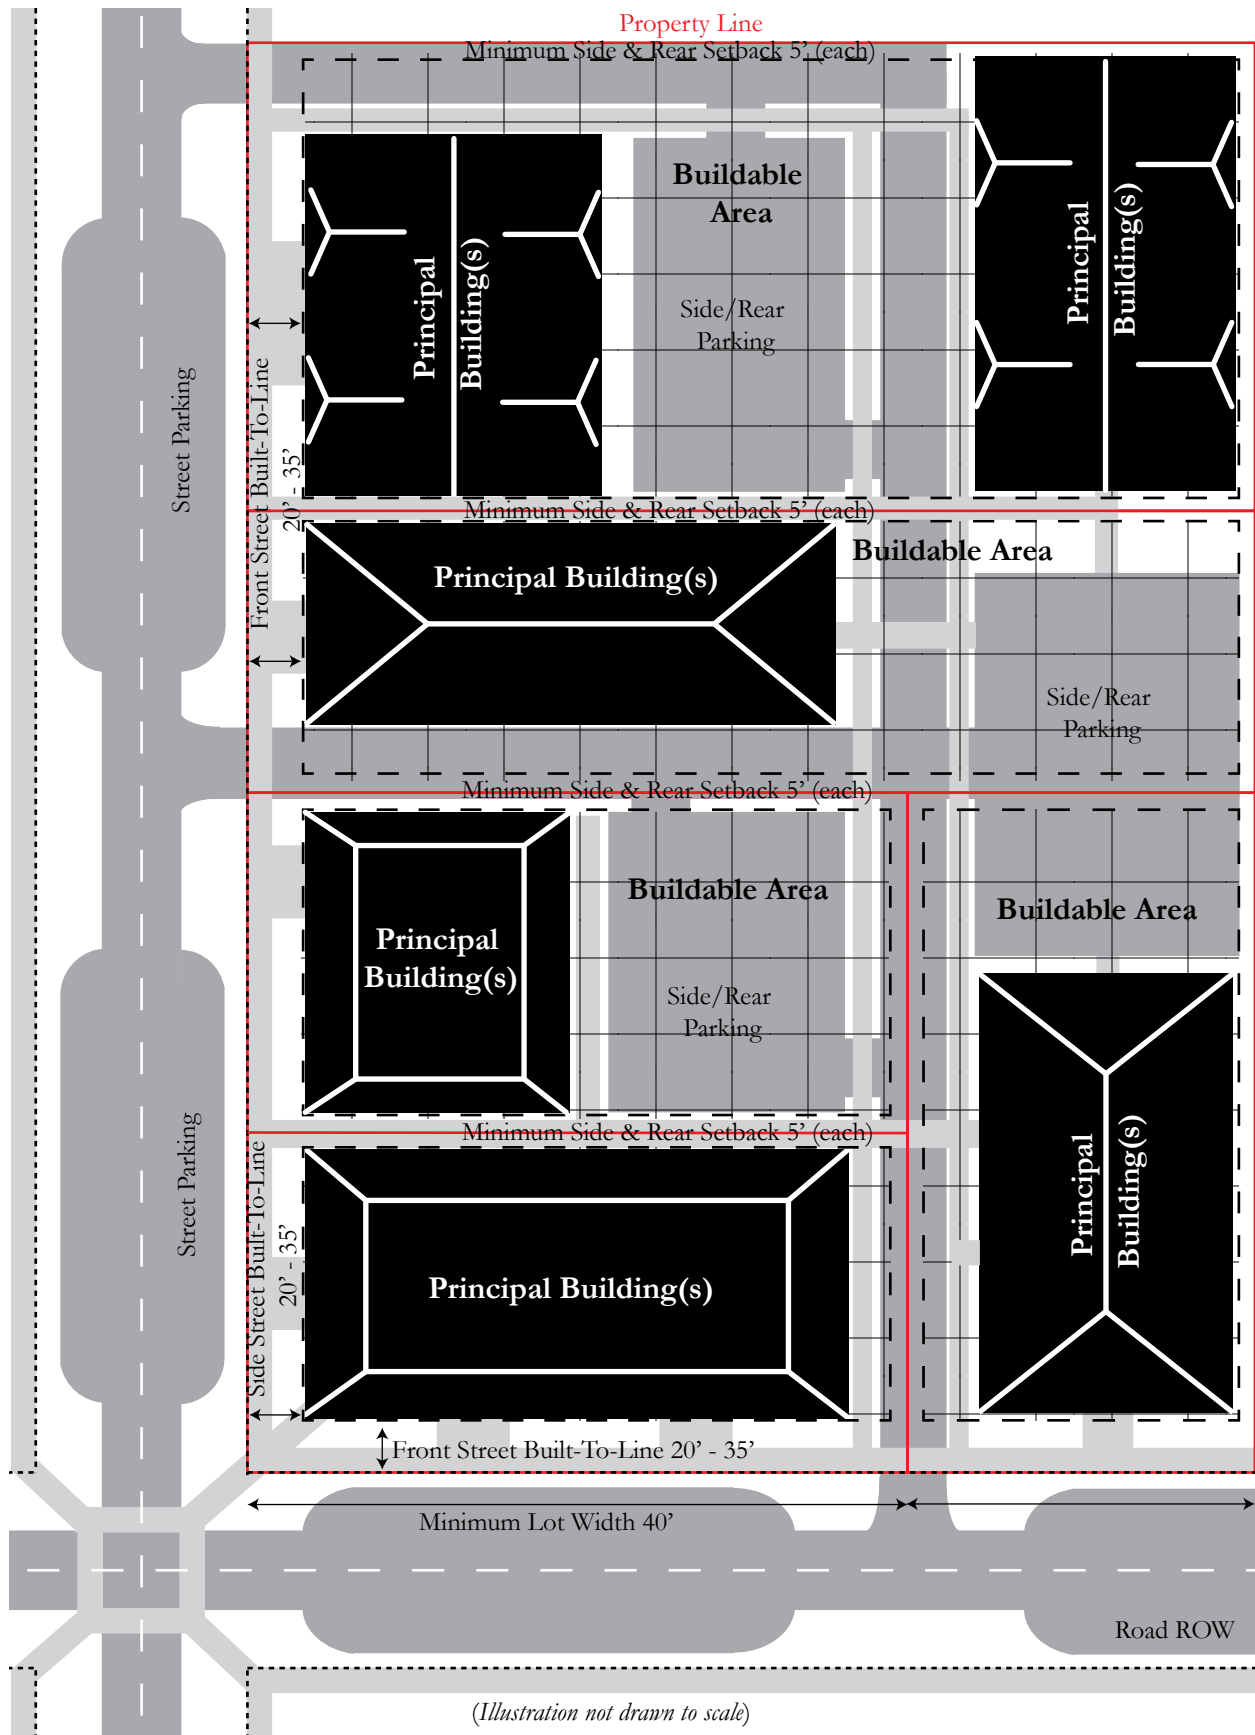 Property Line
Minimum Side & Rear Setback 5' (each)
Buildable
Area
Principal
Building(s)
Principal
Building(s)
Side/Rear
Parking
Street Parking
Front Street Built-To-Line
20' - 35'
Minimum Side & Rear Setback 5' (each)
Buildable Area
Principal Building(s)
Side/Rear
Parking
Minimum Side & Rear Setback 5' (each)
Buildable Area
Buildable Area
Principal
Building(s)
Side/Rear
Parking
Street Parking
Minimum Side & Rear Setback 5' (each)
Side Street Built-To-Line
20' - 35'
Principal
Building(s)
Principal Building(s)
Front Street Built-To-Line 20' - 35'
Minimum Lot Width 40'
Road ROW
(Illustration not drawn to scale)